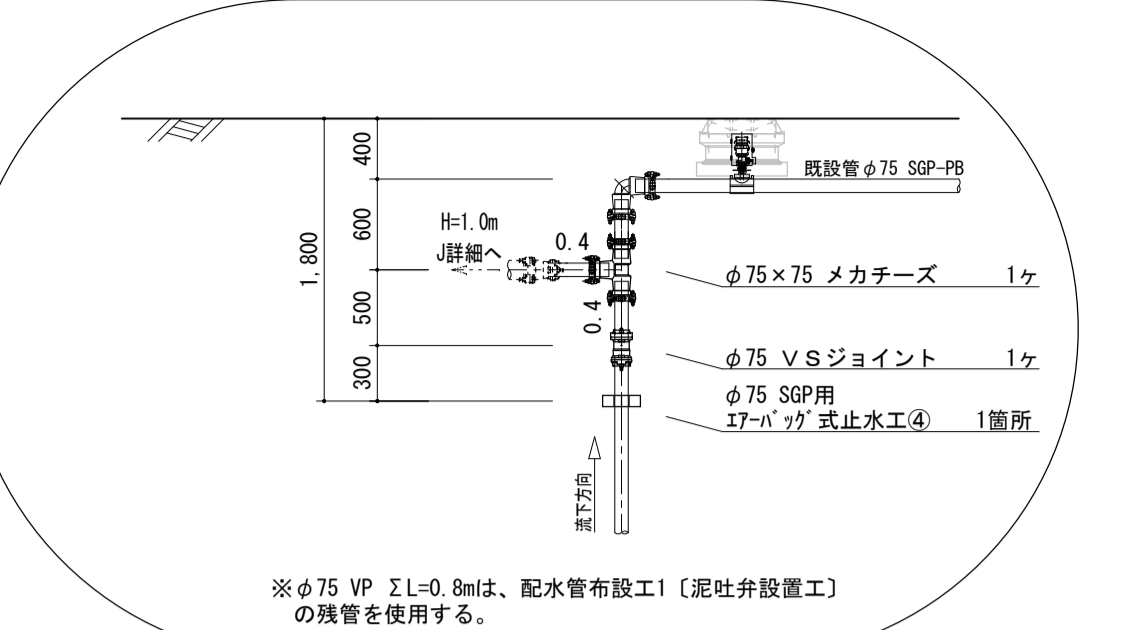 400
既設管φ75 SGP-PB
600
H=1.0m
J詳細へ
0.4
1,800
φ75×75 メカチーズ 1ヶ
500
0.4
φ75 VSジョイント 1ヶ
300
φ75 SGP用
エアーバッグ式止水工④ 1箇所
流下方向
※φ75 VP ΣL=0.8mは、配水管布設工1〔泥吐弁設置工〕
の残管を使用する。